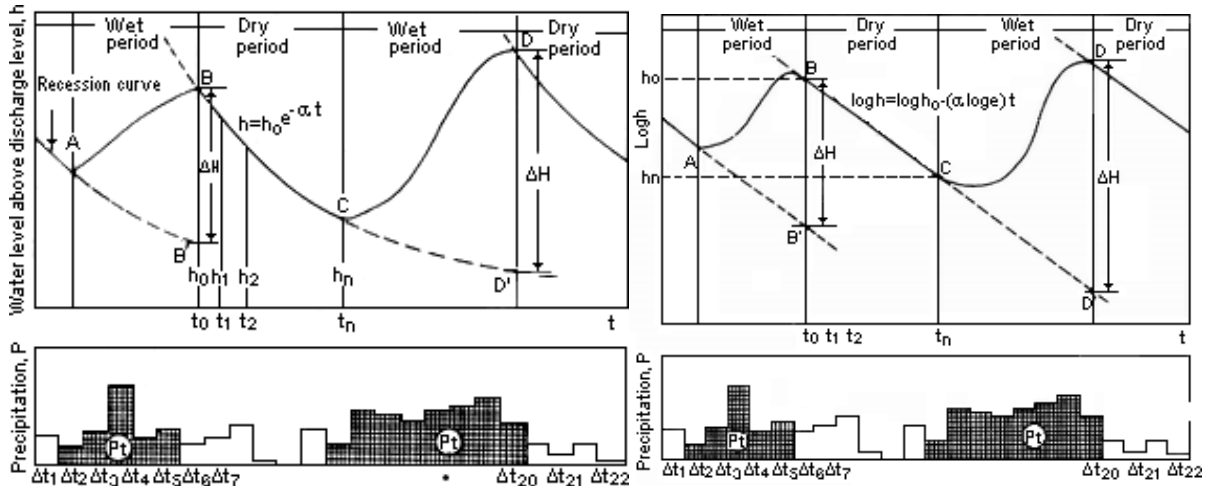 Wet period
Dry period
Wet period
Dry period
Water level above discharge level, h
Recession curve
A
B
h=h₀e⁻ᵅᵗ
ΔH
B'
C
D
ΔH
D'
h₀ h₁ h₂ hn
t₀ t₁ t₂ tn t
Precipitation, P
Pt
Pt
Δt1 Δt2 Δt3 Δt4 Δt5 Δt6 Δt7 Δt20 Δt21 Δt22
Wet period
Dry period
Wet period
Dry period
Logh
ho
hn
A
B
logh=logh₀-(αloge)t
ΔH
B'
C
D
ΔH
D'
t₀ t₁ t₂ tn t
Precipitation, P
Pt
Pt
Δt1 Δt2 Δt3 Δt4 Δt5 Δt6 Δt7 Δt20 Δt21 Δt22